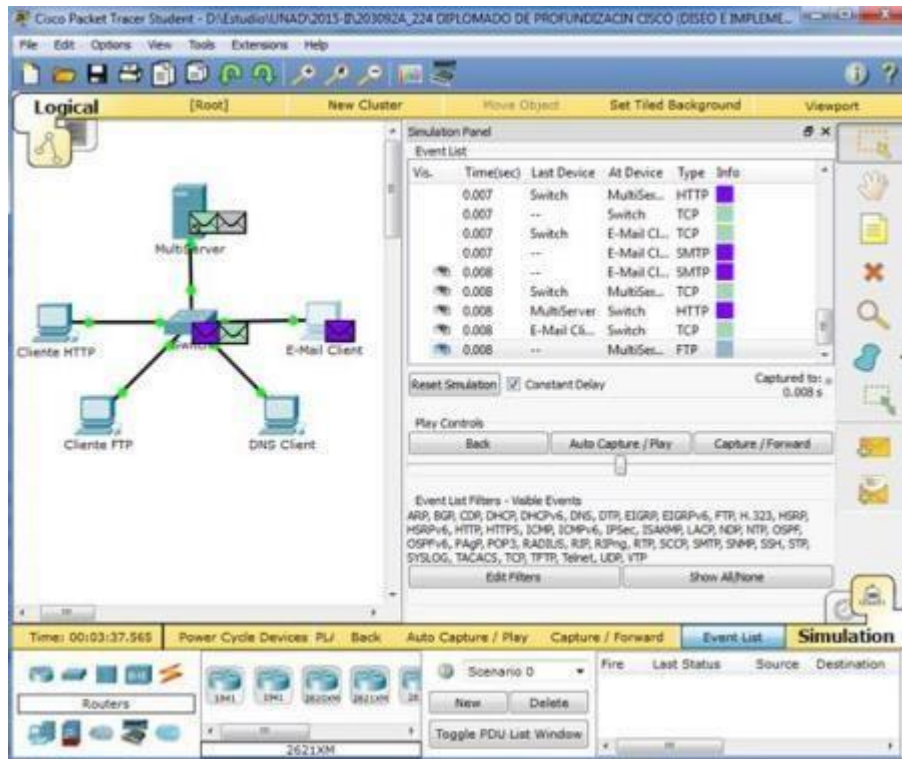 Cisco Packet Tracer Student - D:\Estudio\UNAD\2015-II\203092A_224 DIPLOMADO DE PROFUNDIZACIN CISCO (DISEO E IMPLEME...
File Edit Options View Tools Extensions Help
Logical [Root] New Cluster Move Object Set Tiled Background Viewport
MultiServer
Cliente HTTP
E-Mail Client
Cliente FTP
DNS Client
Simulation Panel
Event List
Vis. Time(sec) Last Device At Device Type Info
0.007 Switch MultiSer... HTTP
0.007 -- Switch TCP
0.007 Switch E-Mail Cl... TCP
0.007 -- E-Mail Cl... SMTP
0.008 -- E-Mail Cl... SMTP
0.008 Switch MultiSer... TCP
0.008 MultiServer Switch HTTP
0.008 E-Mail Cli... Switch TCP
0.008 -- MultiSer... FTP
Reset Simulation Constant Delay Captured to:
0.008 s
Play Controls
Back Auto Capture / Play Capture / Forward
Event List Filters - Visible Events
ARP, BGP, CDP, DHCP, DHCPv6, DNS, DTP, EIGRP, EIGRPv6, FTP, H.323, HSRP,
HSRPv6, HTTP, HTTPS, ICMP, ICMPv6, IPSec, ISAKMP, LACP, NDP, NTP, OSPF,
OSPFv6, PAgP, POP3, RADIUS, RIP, RIPng, RTP, SCCP, SMTP, SNMP, SSH, STP,
SYSLOG, TACACS, TCP, TFTP, Telnet, UDP, VTP
Edit Filters Show All/None
Time: 00:03:37.565 Power Cycle Devices PLAY Back Auto Capture / Play Capture / Forward Event List Simulation
Routers
1841 1941 2620XM 2621XM
2621XM
Scenario 0
New Delete
Toggle PDU List Window
Fire Last Status Source Destination